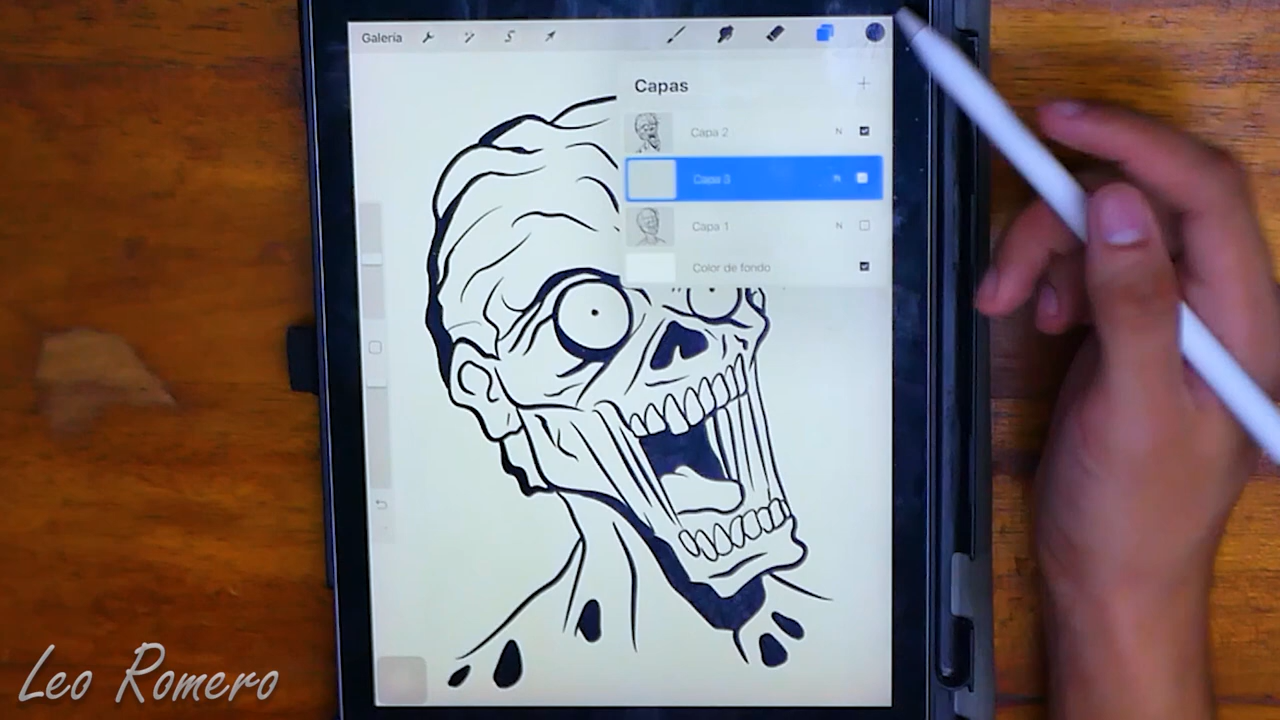 Galería
Capas
Capa 2 N
Capa 3 N
Capa 1 N
Color de fondo
Leo Romero